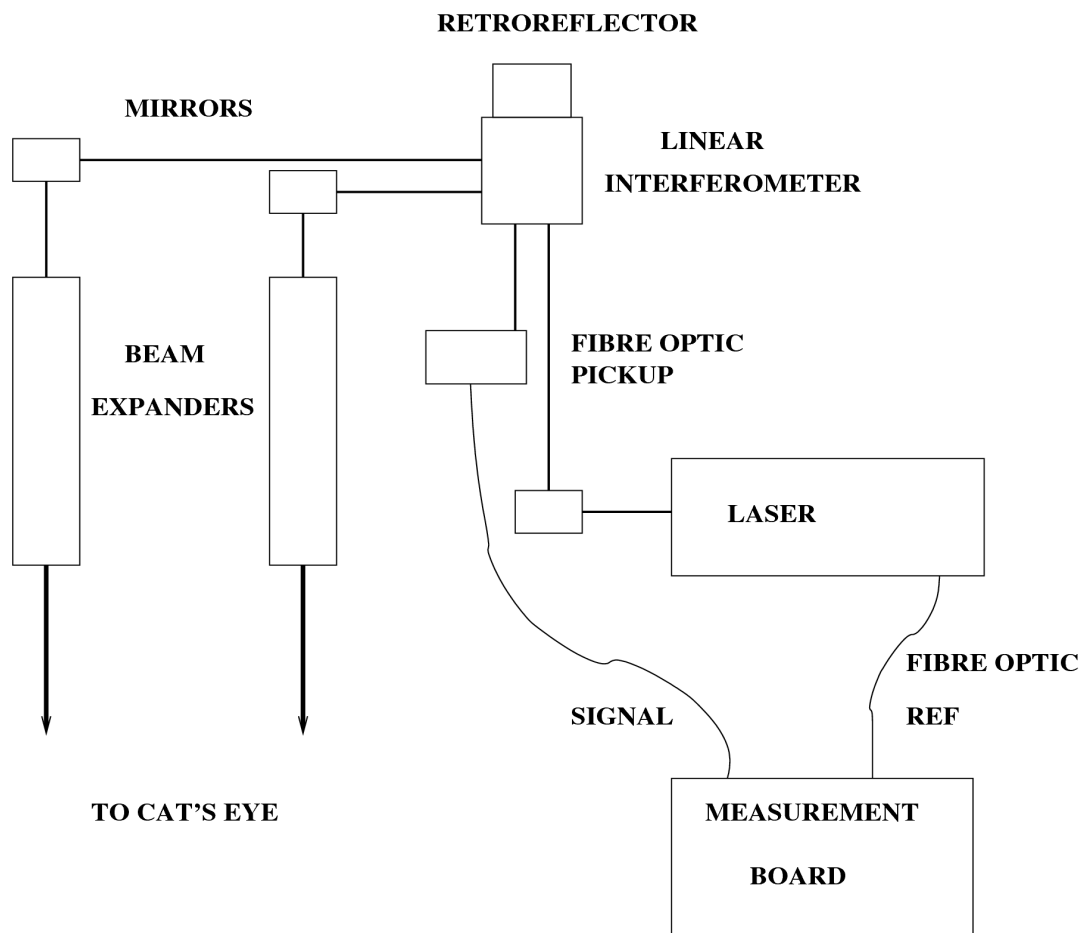 RETROREFLECTOR
MIRRORS
LINEAR
INTERFEROMETER
BEAM
EXPANDERS
FIBRE OPTIC
PICKUP
LASER
FIBRE OPTIC
REF
SIGNAL
TO CAT'S EYE
MEASUREMENT
BOARD